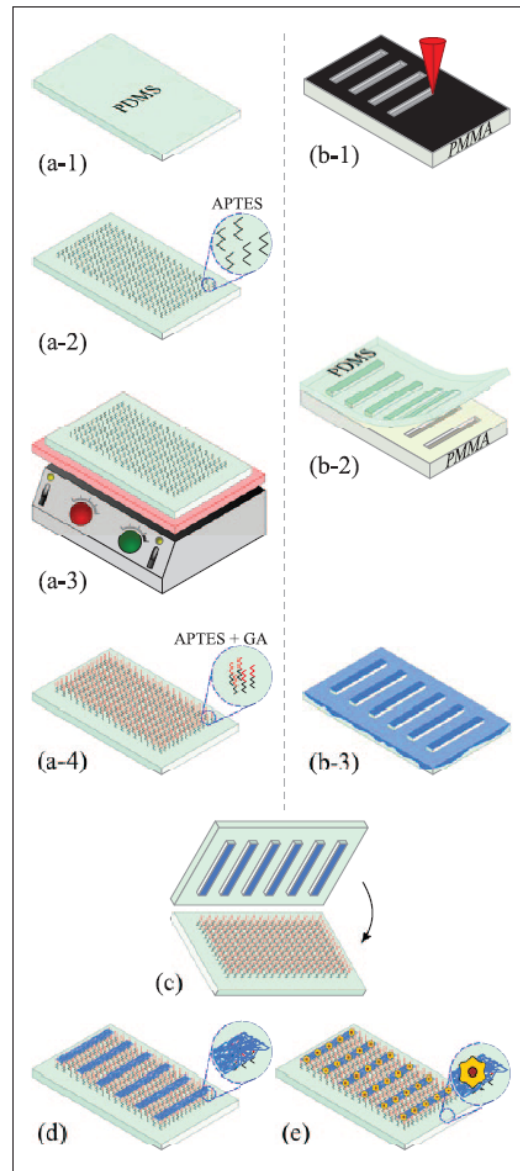 PDMS
(a-1)
PMMA
(b-1)
APTES
(a-2)
PDMS
PMMA
(b-2)
(a-3)
APTES + GA
(a-4)
(b-3)
(c)
(d)
(e)